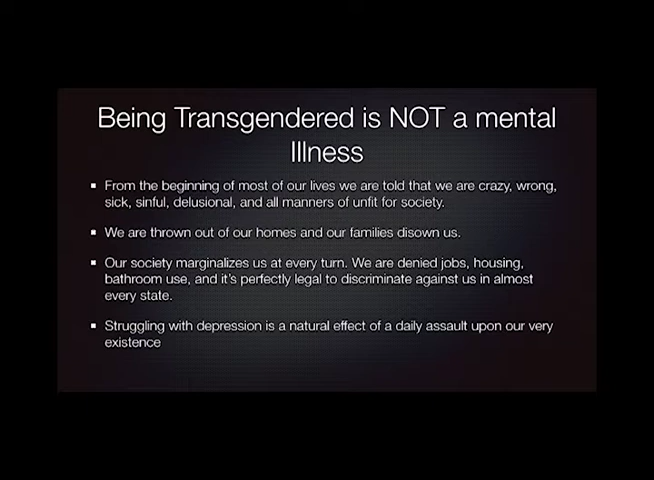 Being Transgendered is NOT a mental
Illness
▪ From the beginning of most of our lives we are told that we are crazy, wrong,
sick, sinful, delusional, and all manners of unfit for society.
▪ We are thrown out of our homes and our families disown us.
▪ Our society marginalizes us at every turn. We are denied jobs, housing,
bathroom use, and it's perfectly legal to discriminate against us in almost
every state.
▪ Struggling with depression is a natural effect of a daily assault upon our very
existence